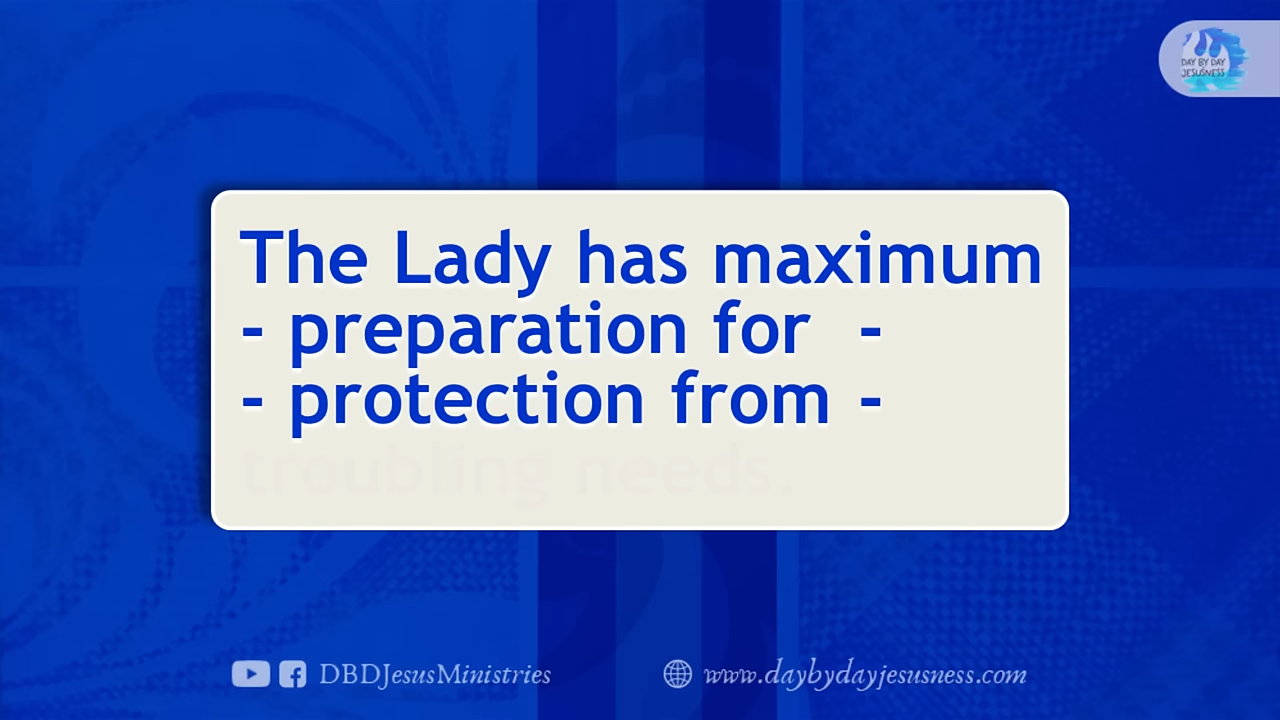 DAY BY DAY
JESUSNESS
The Lady has maximum
- preparation for  -
- protection from -
troubling needs.
DBDJesusMinistries
www.daybydayjesusness.com